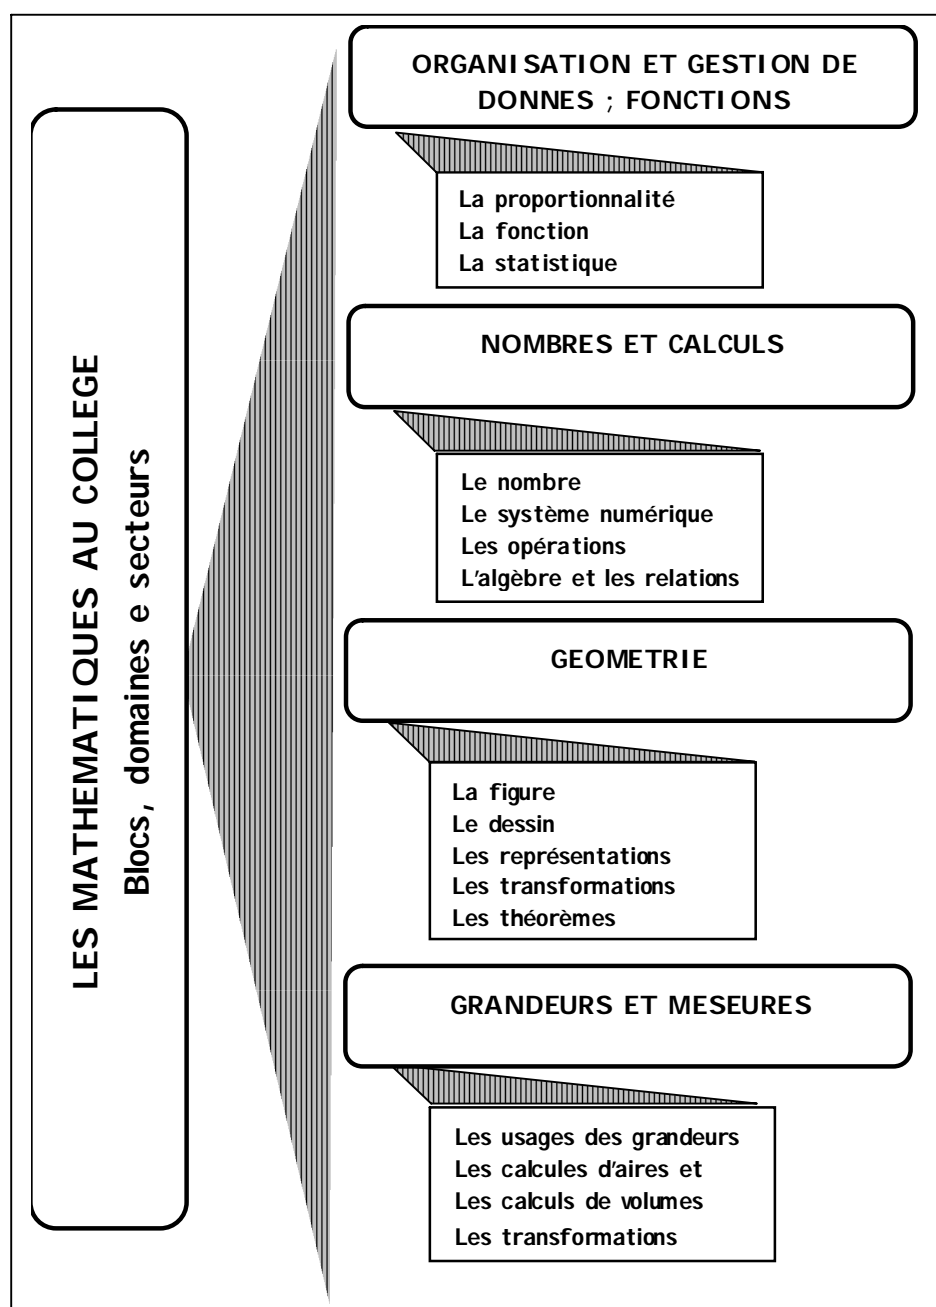 LES MATHEMATIQUES AU COLLEGE
Blocs, domaines e secteurs
ORGANISATION ET GESTION DE
DONNES ; FONCTIONS
La proportionnalité
La fonction
La statistique
NOMBRES ET CALCULS
Le nombre
Le système numérique
Les opérations
L'algèbre et les relations
GEOMETRIE
La figure
Le dessin
Les représentations
Les transformations
Les théorèmes
GRANDEURS ET MESEURES
Les usages des grandeurs
Les calcules d'aires et
Les calculs de volumes
Les transformations